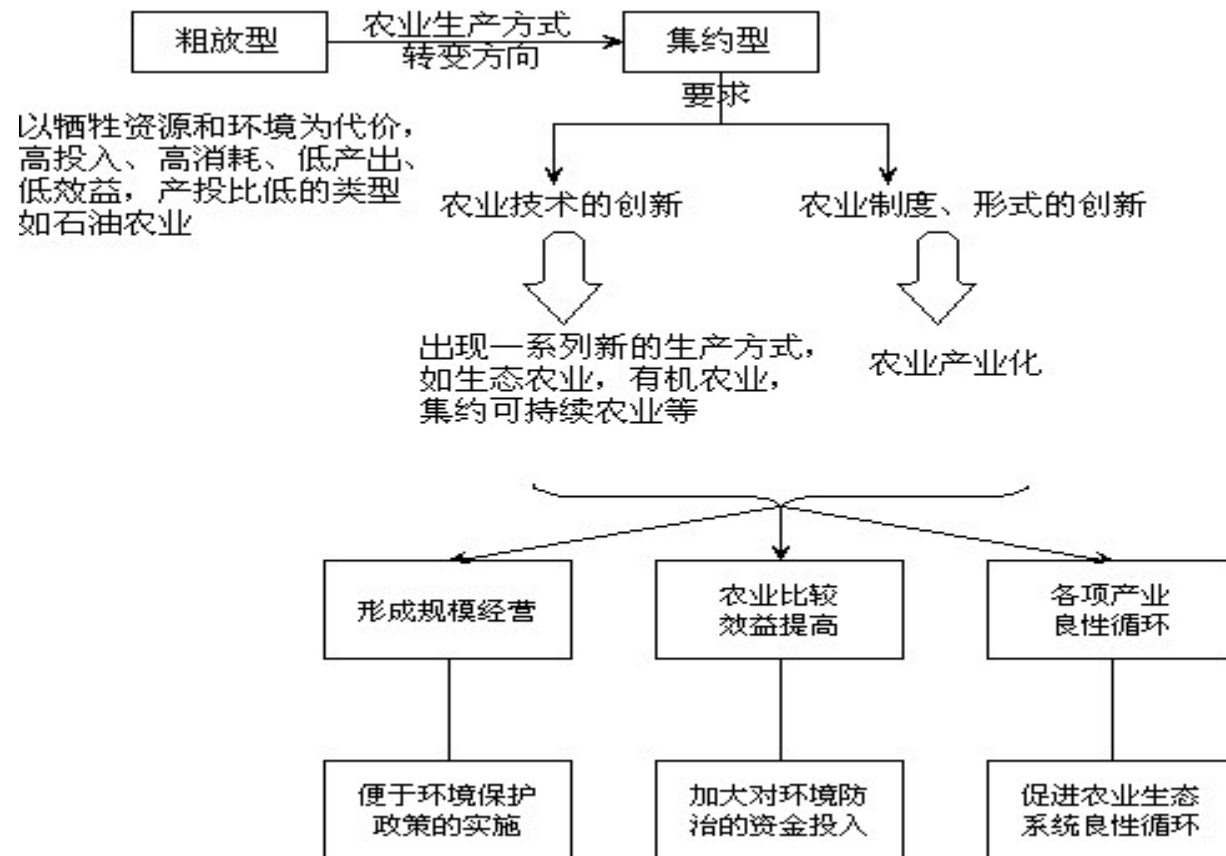 粗放型
农业生产方式
转变方向
集约型
要求
以牺牲资源和环境为代价，
高投入、高消耗、低产出、
低效益，产投比低的类型
如石油农业
农业技术的创新
农业制度、形式的创新
出现一系列新的生产方式，
如生态农业，有机农业，
集约可持续农业等
农业产业化
形成规模经营
农业比较
效益提高
各项产业
良性循环
便于环境保护
政策的实施
加大对环境防
治的资金投入
促进农业生态
系统良性循环